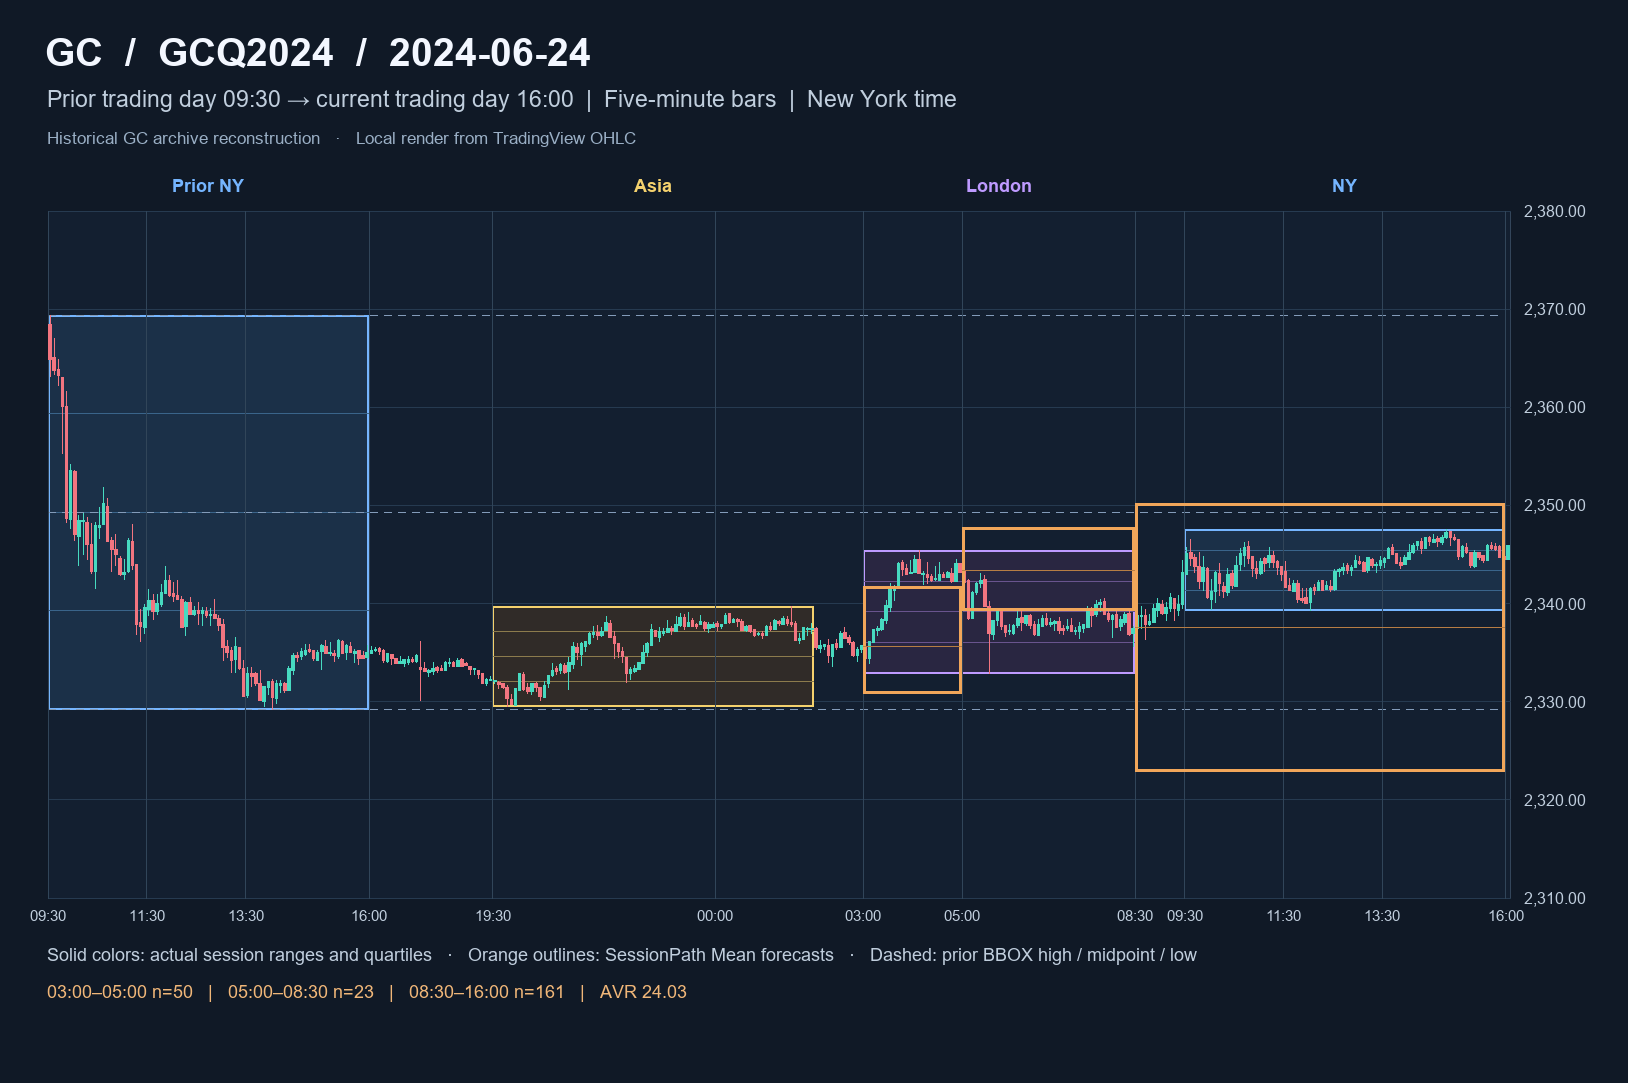 GC / GCQ2024 / 2024-06-24
Prior trading day 09:30 → current trading day 16:00 | Five-minute bars | New York time
Historical GC archive reconstruction · Local render from TradingView OHLC
Prior NY Asia London NY
2,380.00
2,370.00
2,360.00
2,350.00
2,340.00
2,330.00
2,320.00
2,310.00
09:30 11:30 13:30 16:00 19:30 00:00 03:00 05:00 08:30 09:30 11:30 13:30 16:00
Solid colors: actual session ranges and quartiles · Orange outlines: SessionPath Mean forecasts · Dashed: prior BBOX high / midpoint / low
03:00–05:00 n=50 | 05:00–08:30 n=23 | 08:30–16:00 n=161 | AVR 24.03